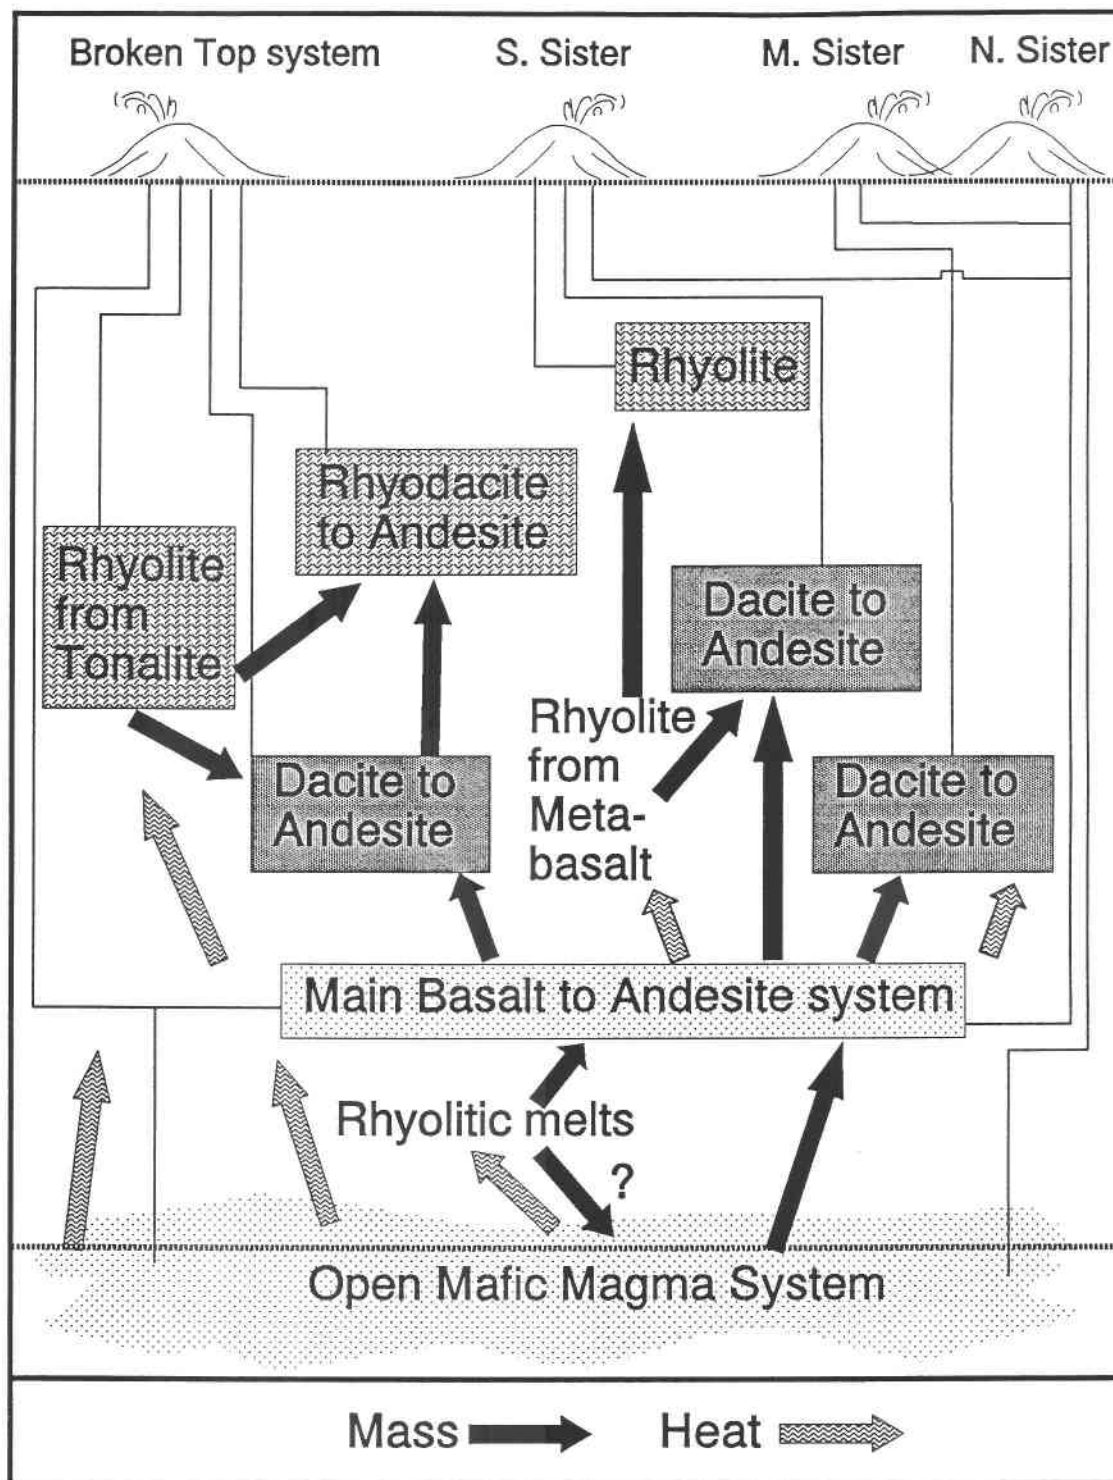 Broken Top system
S. Sister
M. Sister
N. Sister
Rhyolite
Rhyodacite
to Andesite
Rhyolite
from
Tonalite
Dacite to
Andesite
Rhyolite
from
Meta-
basalt
Dacite to
Andesite
Dacite to
Andesite
Main Basalt to Andesite system
Rhyolitic melts
?
Open Mafic Magma System
Mass
Heat